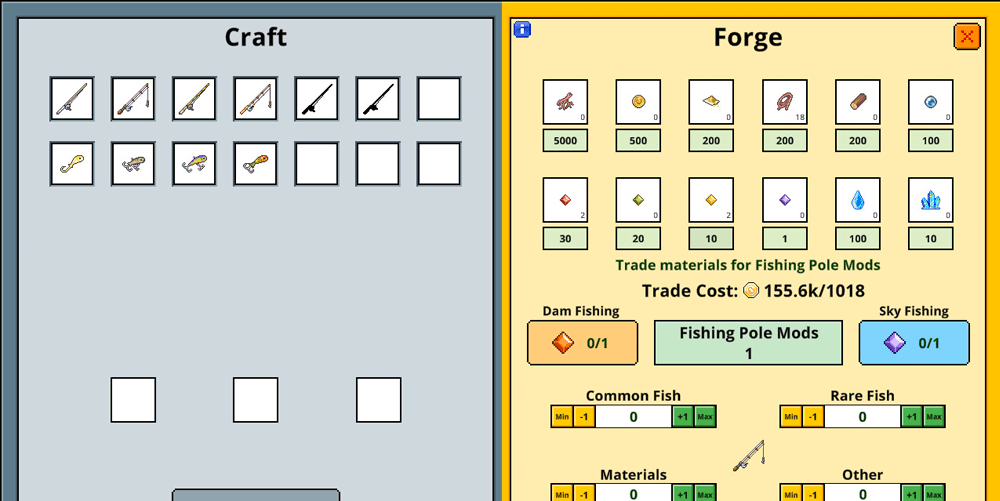 Craft
Forge
0 0 0 18 0 0
5000 500 200 200 200 100
2 0 2 0 0 0
30 20 10 1 100 10
Trade materials for Fishing Pole Mods
Trade Cost: 155.6k/1018
Dam Fishing
Sky Fishing
0/1
Fishing Pole Mods
1
0/1
Common Fish
Rare Fish
Min -1 0 +1 Max
Min -1 0 +1 Max
Materials
Other
Min -1 0 +1 Max
Min -1 0 +1 Max